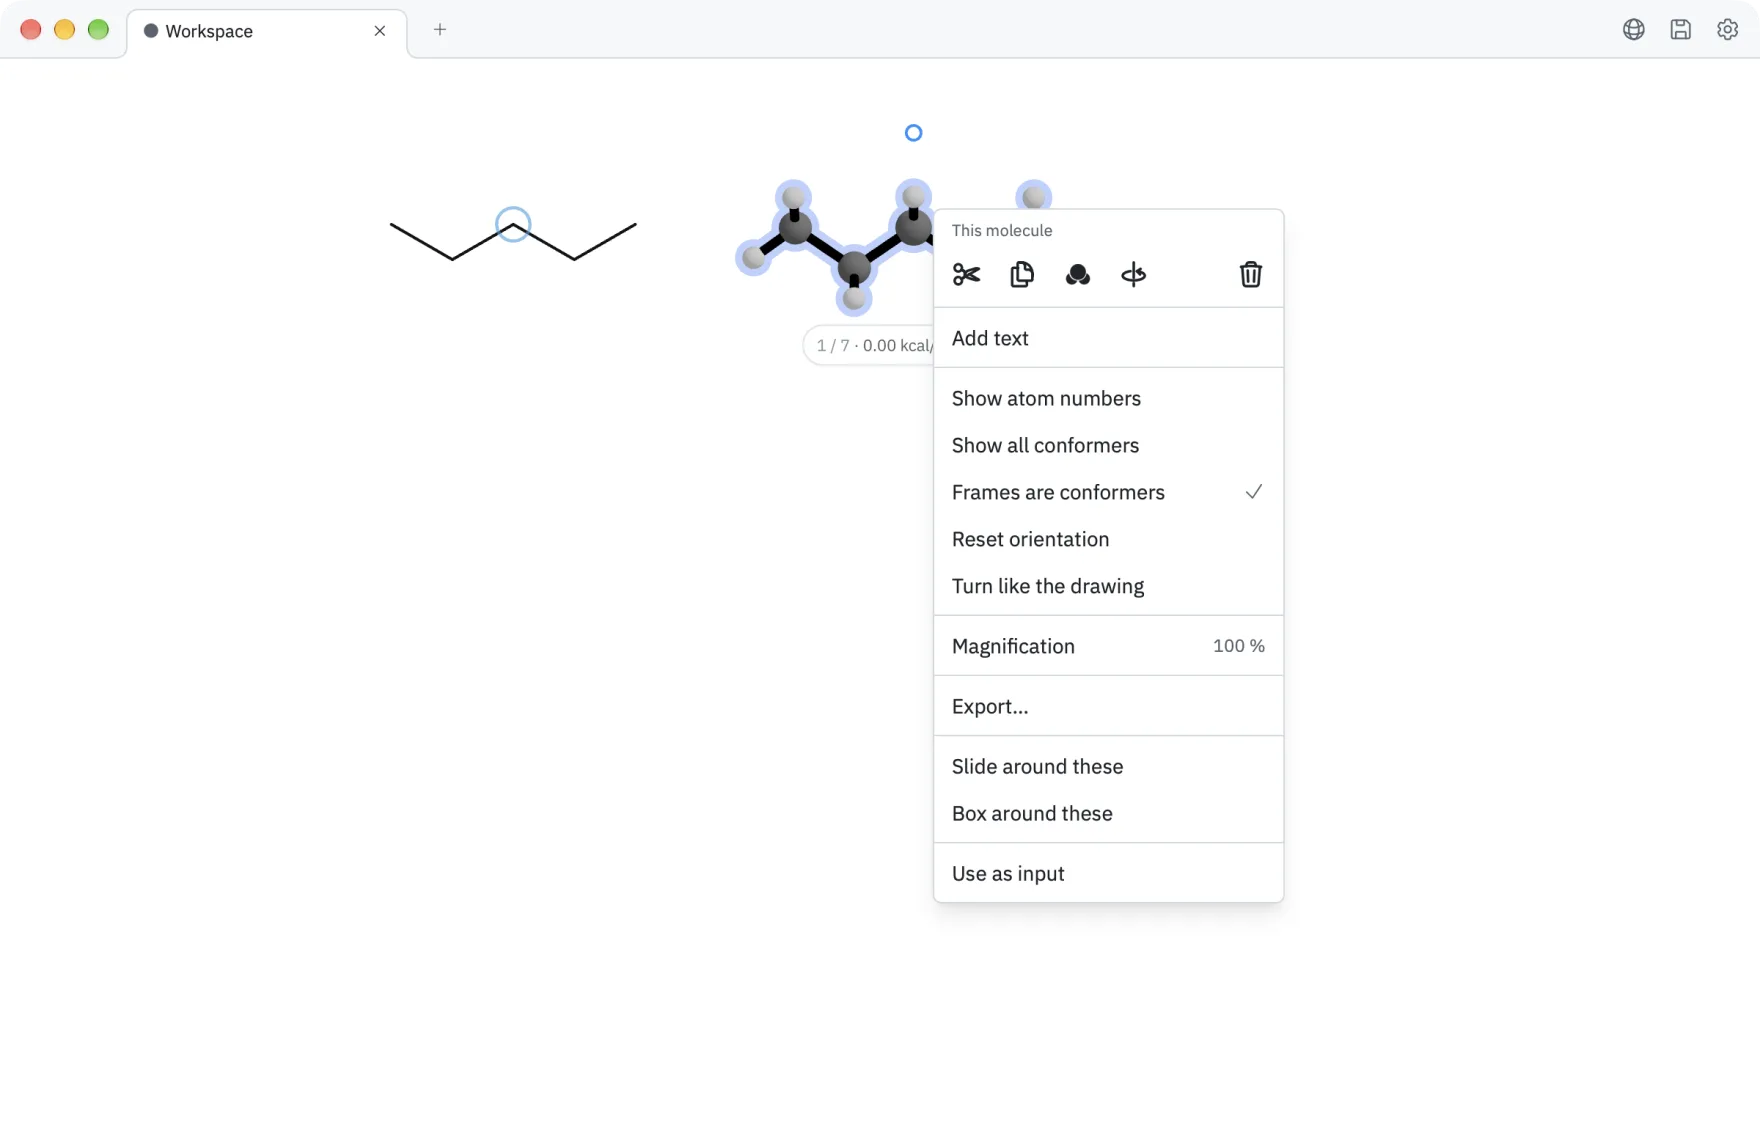 Workspace
This molecule
Add text
1 / 7 · 0.00 kcal/
Show atom numbers
Show all conformers
Frames are conformers
Reset orientation
Turn like the drawing
Magnification 100 %
Export...
Slide around these
Box around these
Use as input